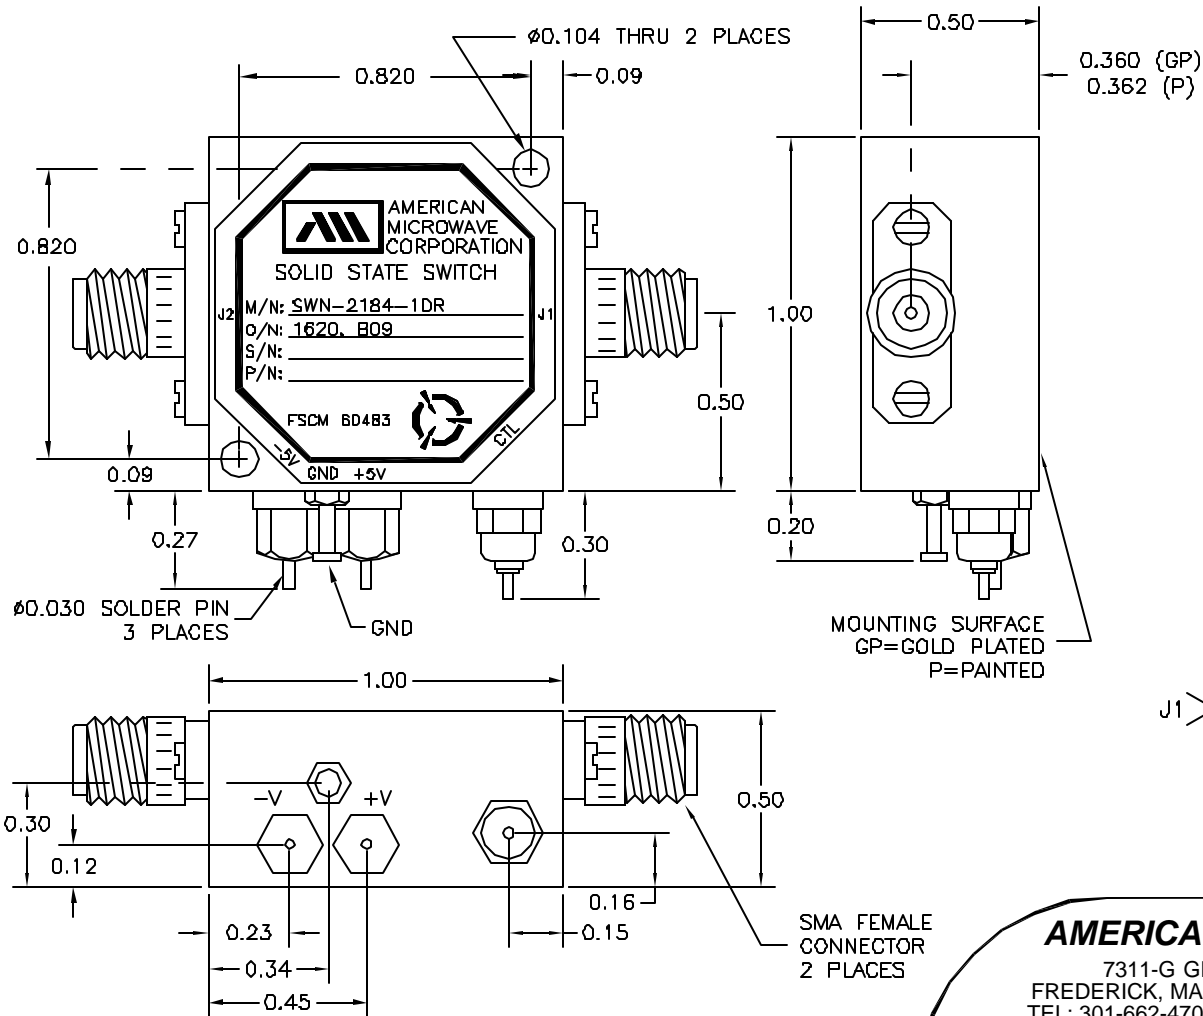 Ø0.104 THRU 2 PLACES
0.820
0.09
0.50
0.360 (GP)
0.362 (P)
0.820
AMERICAN
MICROWAVE
CORPORATION
SOLID STATE SWITCH
J2
M/N: SWN-2184-1DR
J1
O/N: 1620, B09
S/N:
P/N:
FSCM 60483
-5V
GND +5V
CTL
0.09
0.50
1.00
0.27
0.30
0.20
Ø0.030 SOLDER PIN
3 PLACES
GND
MOUNTING SURFACE
GP=GOLD PLATED
P=PAINTED
1.00
J1
-V
+V
0.50
0.30
0.12
0.16
0.23
0.15
0.34
0.45
SMA FEMALE
CONNECTOR
2 PLACES
AMERICA
7311-G G
FREDERICK, MA
TEL: 301-662-470